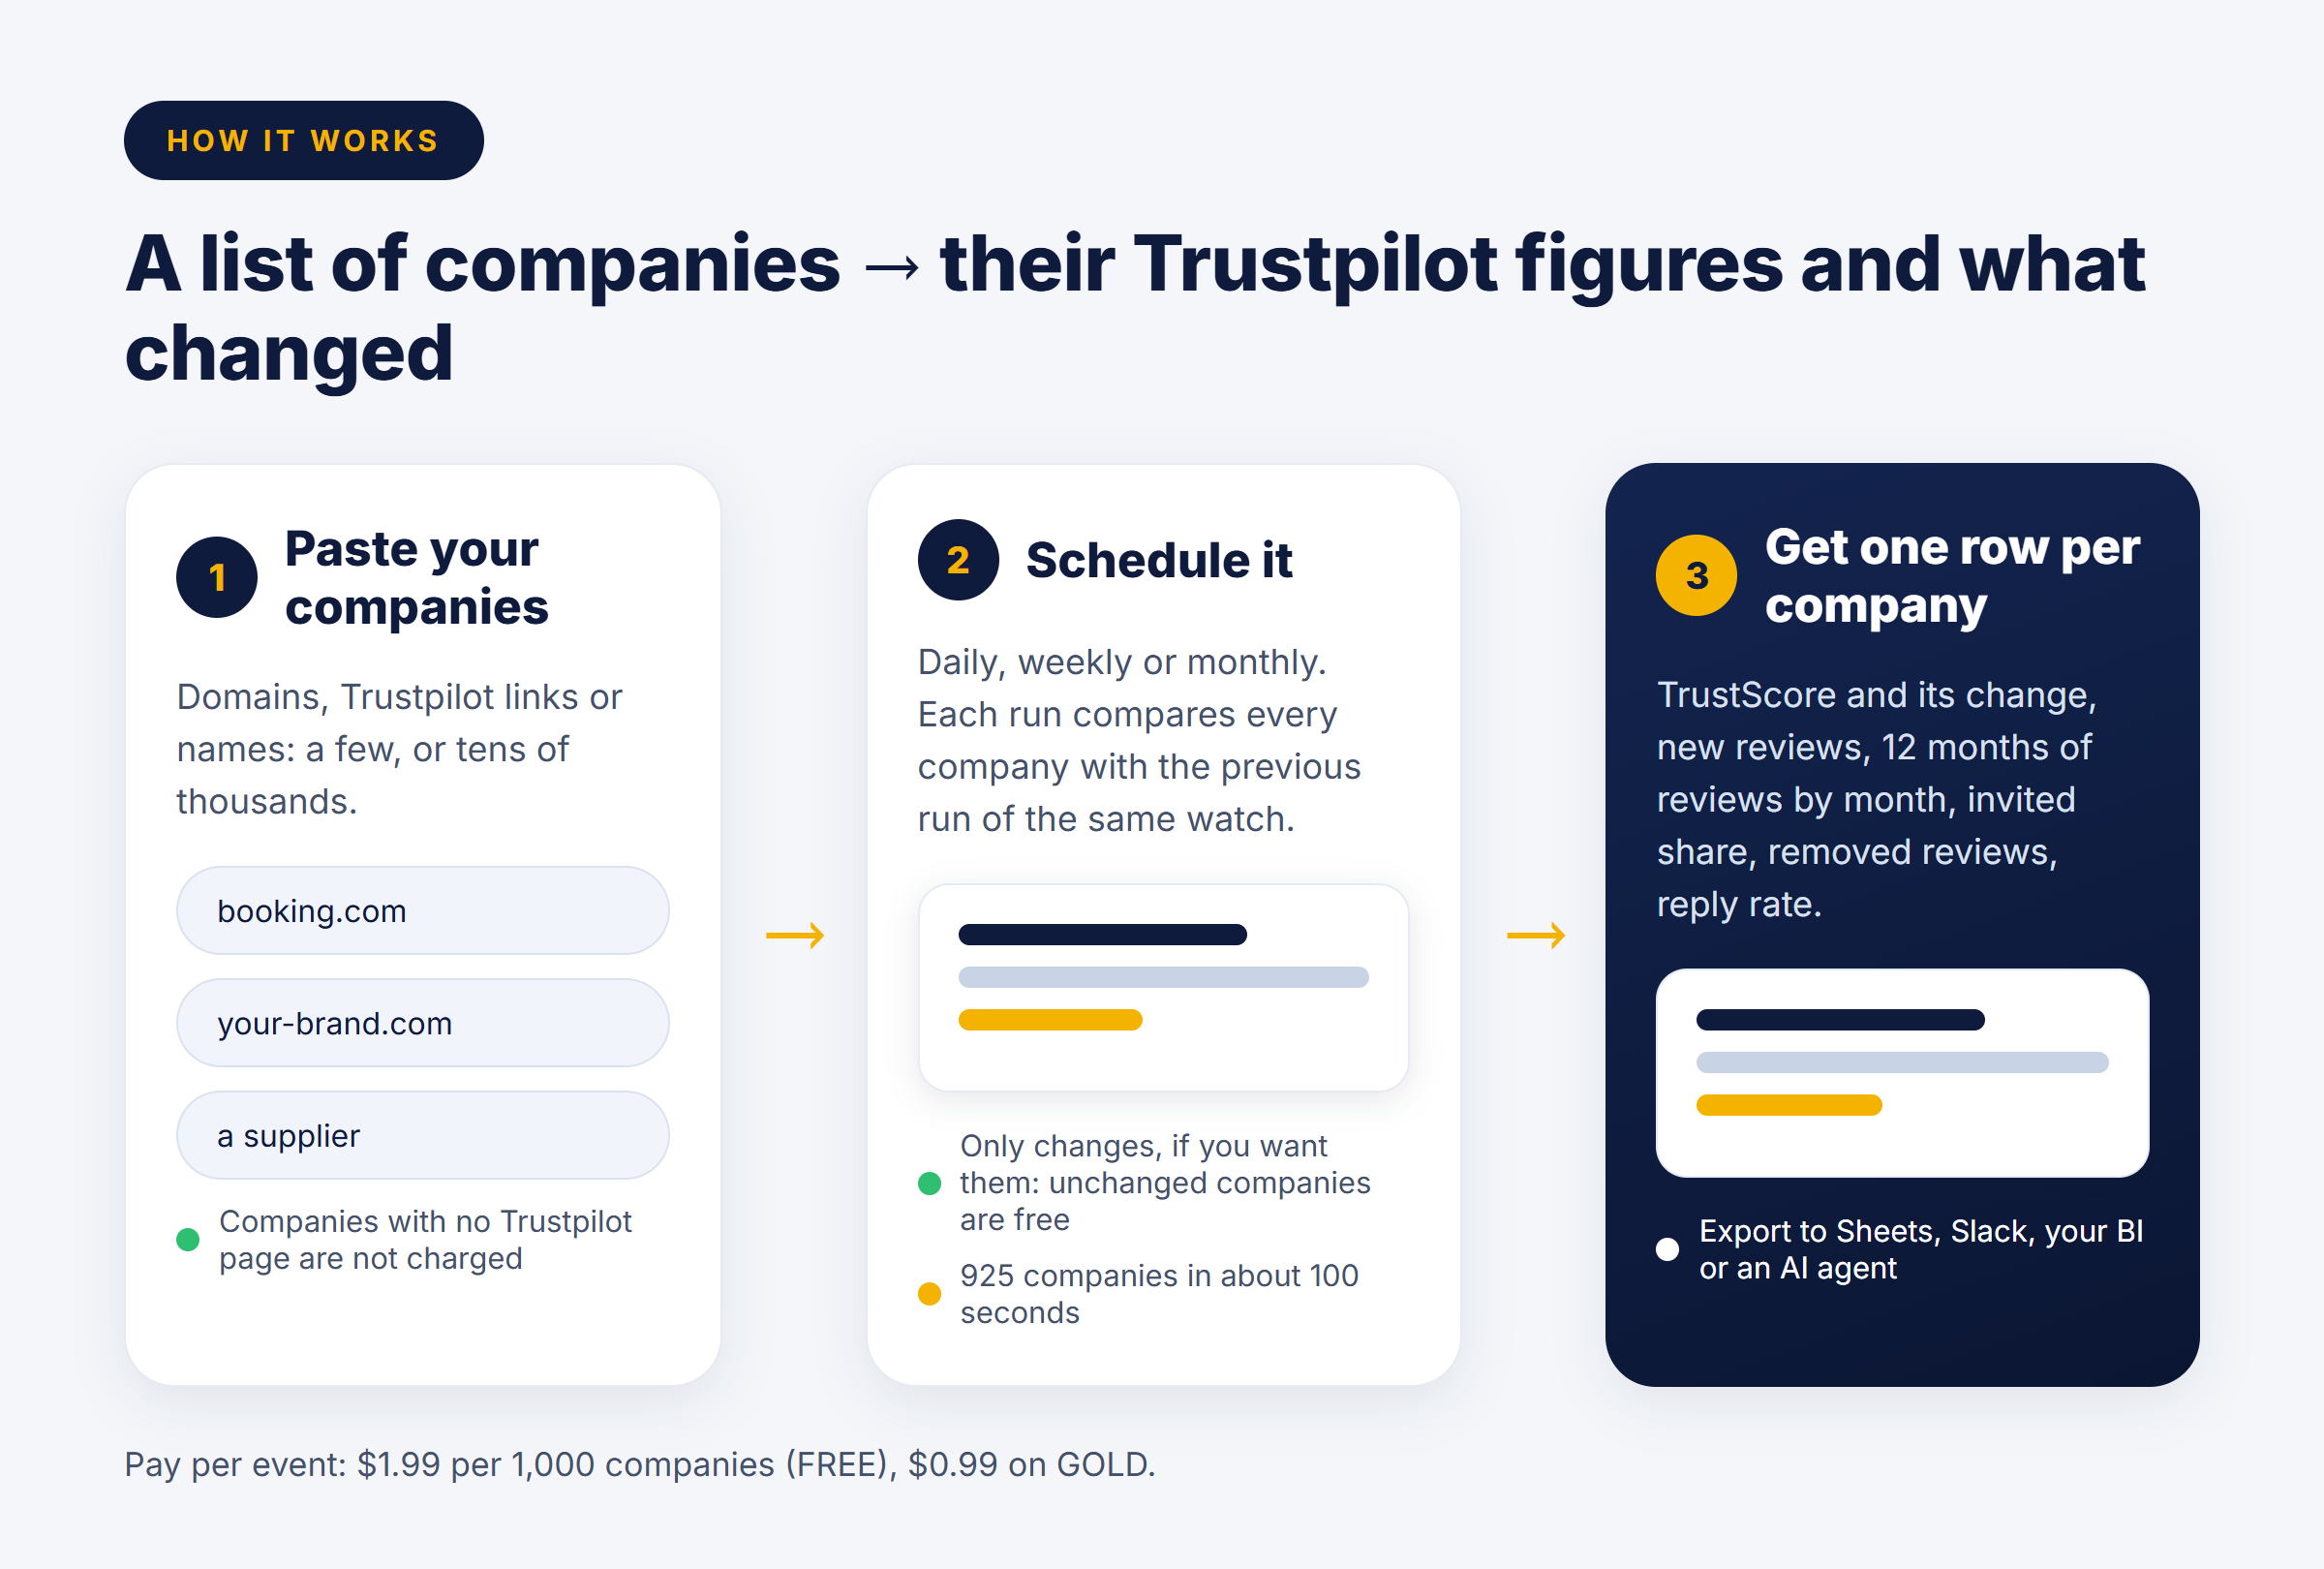 HOW IT WORKS
A list of companies → their Trustpilot figures and what
changed
1
Paste your
companies
Domains, Trustpilot links or
names: a few, or tens of
thousands.
booking.com
your-brand.com
a supplier
Companies with no Trustpilot
page are not charged
→
2
Schedule it
Daily, weekly or monthly.
Each run compares every
company with the previous
run of the same watch.
Only changes, if you want
them: unchanged companies
are free
925 companies in about 100
seconds
→
3
Get one row per
company
TrustScore and its change,
new reviews, 12 months of
reviews by month, invited
share, removed reviews,
reply rate.
Export to Sheets, Slack, your BI
or an AI agent
Pay per event: $1.99 per 1,000 companies (FREE), $0.99 on GOLD.